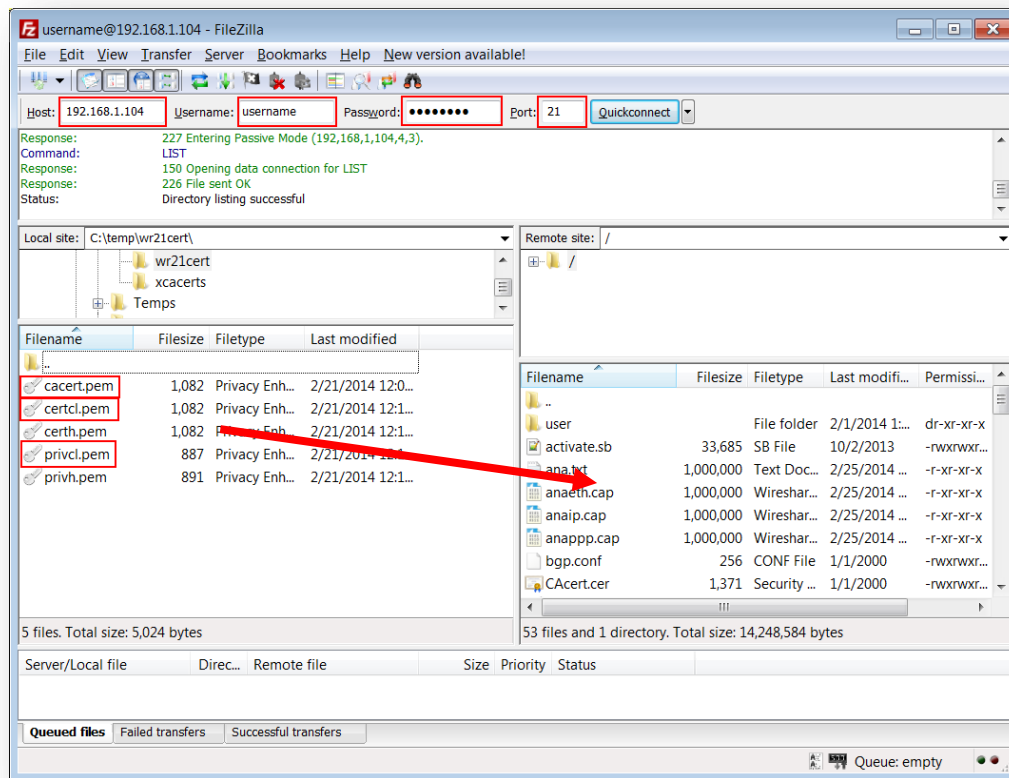 username@192.168.1.104 - FileZilla
File Edit View Transfer Server Bookmarks Help New version available!
Host: 192.168.1.104 Username: username Password: ●●●●●●●● Port: 21 Quickconnect
Response: 227 Entering Passive Mode (192,168,1,104,4,3).
Command: LIST
Response: 150 Opening data connection for LIST
Response: 226 File sent OK
Status: Directory listing successful
Local site: C:\temp\wr21cert\
wr21cert
xcacerts
Temps
Filename Filesize Filetype Last modified
..
cacert.pem 1,082 Privacy Enh... 2/21/2014 12:0...
certcl.pem 1,082 Privacy Enh... 2/21/2014 12:1...
certh.pem 1,082 Privacy Enh... 2/21/2014 12:1...
privcl.pem 887 Privacy Enh... 2/21/2014 12:1...
privh.pem 891 Privacy Enh... 2/21/2014 12:1...
5 files. Total size: 5,024 bytes
Remote site: /
/
Filename Filesize Filetype Last modifi... Permissi...
..
user File folder 2/1/2014 1:... dr-xr-xr-x
activate.sb 33,685 SB File 10/2/2013 -rwxrwxr...
ana.txt 1,000,000 Text Doc... 2/25/2014 ... -r-xr-xr-x
anaeth.cap 1,000,000 Wireshar... 2/25/2014 ... -r-xr-xr-x
anaip.cap 1,000,000 Wireshar... 2/25/2014 ... -r-xr-xr-x
anappp.cap 1,000,000 Wireshar... 2/25/2014 ... -r-xr-xr-x
bgp.conf 256 CONF File 1/1/2000 -rwxrwxr...
CAcert.cer 1,371 Security ... 1/1/2000 -rwxrwxr...
53 files and 1 directory. Total size: 14,248,584 bytes
Server/Local file Direc... Remote file Size Priority Status
Queued files Failed transfers Successful transfers
Queue: empty